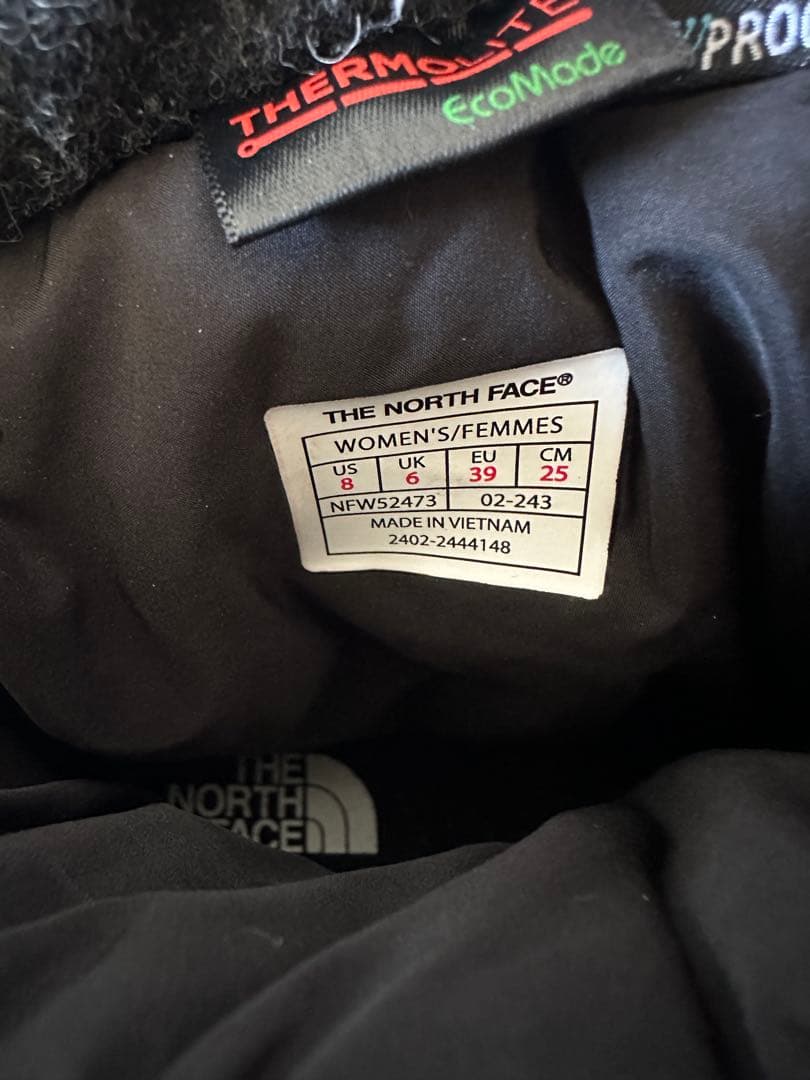 THERMOLITE
EcoMade
THE NORTH FACE®
WOMEN'S/FEMMES
US UK EU CM
8 6 39 25
NFW52473 02-243
MADE IN VIETNAM
2402-2444148
THE
NORTH
FACE